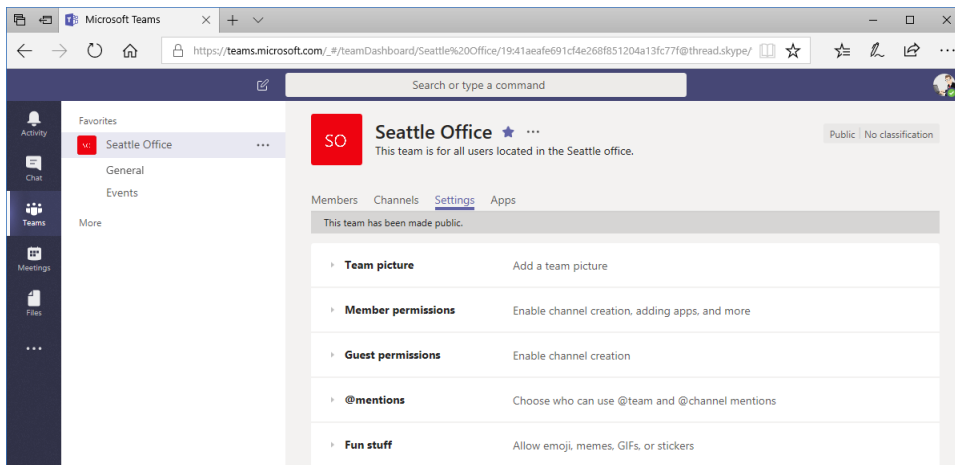 Microsoft Teams
https://teams.microsoft.com/_#/teamDashboard/Seattle%20Office/19:41aeafe691cf4e268f851204a13fc77f@thread.skype/
Search or type a command
Activity
Chat
Teams
Meetings
Files
Favorites
SO Seattle Office
General
Events
More
SO
Seattle Office
This team is for all users located in the Seattle office.
Public No classification
Members Channels Settings Apps
This team has been made public.
Team picture Add a team picture
Member permissions Enable channel creation, adding apps, and more
Guest permissions Enable channel creation
@mentions Choose who can use @team and @channel mentions
Fun stuff Allow emoji, memes, GIFs, or stickers